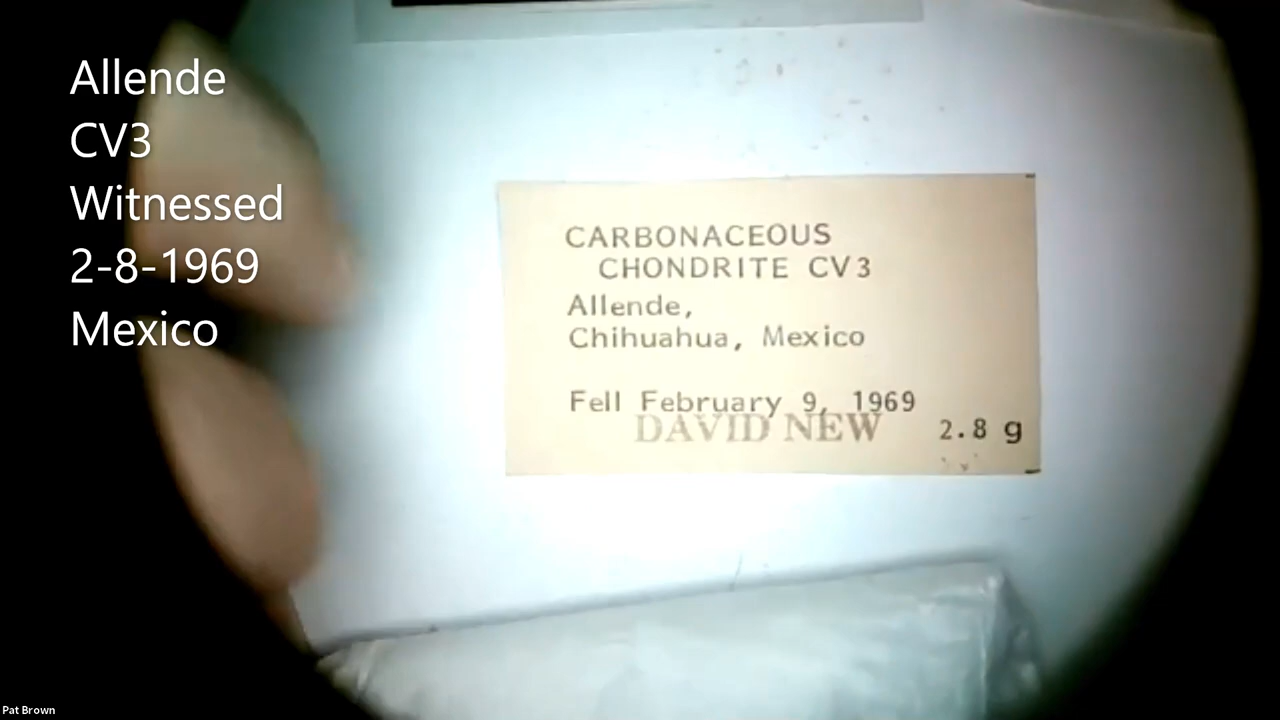 Allende
CV3
Witnessed
2-8-1969
Mexico
CARBONACEOUS
CHONDRITE CV3
Allende,
Chihuahua, Mexico
Fell February 9, 1969
DAVID NEW
2.8 g
Pat Brown